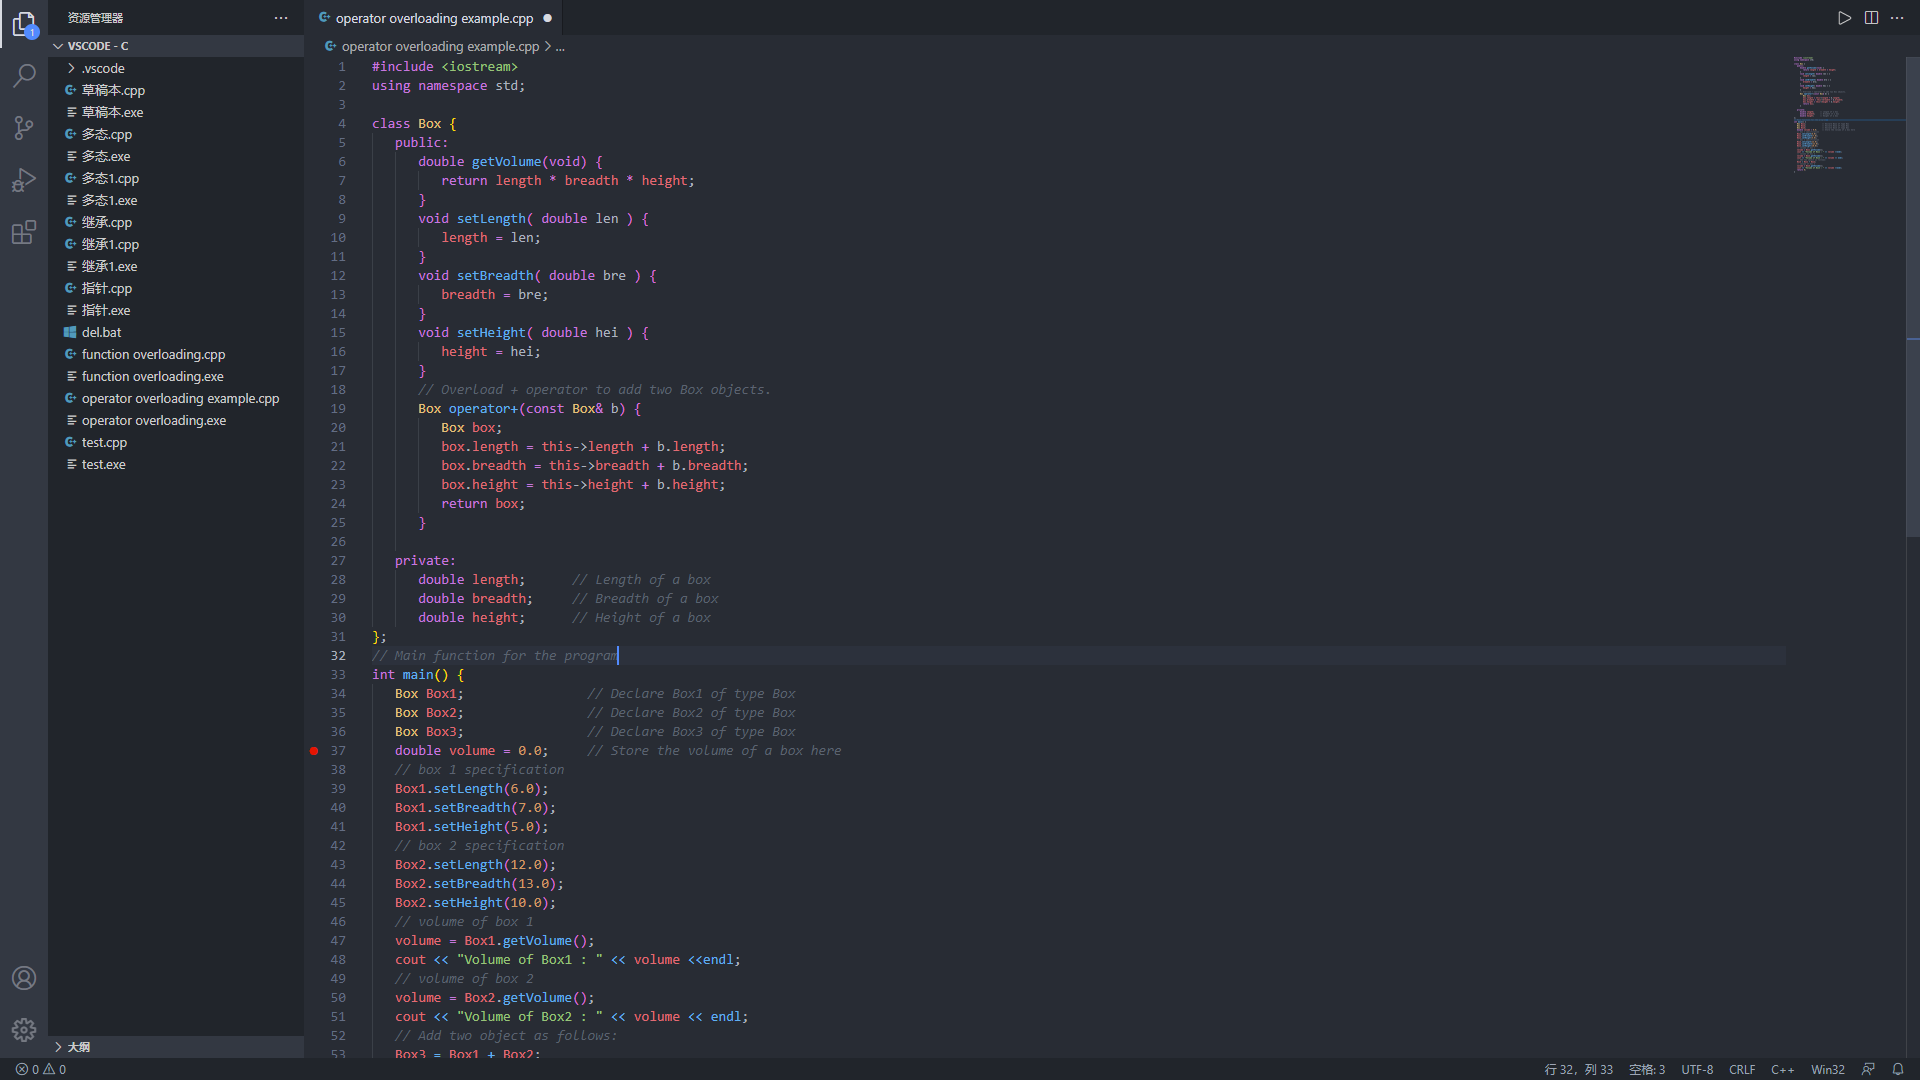 资源管理器
VSCODE - C
.vscode
草稿本.cpp
草稿本.exe
多态.cpp
多态.exe
多态1.cpp
多态1.exe
继承.cpp
继承1.cpp
继承1.exe
指针.cpp
指针.exe
del.bat
function overloading.cpp
function overloading.exe
operator overloading example.cpp
operator overloading.exe
test.cpp
test.exe
大纲
1
operator overloading example.cpp
operator overloading example.cpp > ...
1 #include <iostream>
2 using namespace std;
3
4 class Box {
5 public:
6 double getVolume(void) {
7 return length * breadth * height;
8 }
9 void setLength( double len ) {
10 length = len;
11 }
12 void setBreadth( double bre ) {
13 breadth = bre;
14 }
15 void setHeight( double hei ) {
16 height = hei;
17 }
18 // Overload + operator to add two Box objects.
19 Box operator+(const Box& b) {
20 Box box;
21 box.length = this->length + b.length;
22 box.breadth = this->breadth + b.breadth;
23 box.height = this->height + b.height;
24 return box;
25 }
26
27 private:
28 double length; // Length of a box
29 double breadth; // Breadth of a box
30 double height; // Height of a box
31 };
32 // Main function for the program
33 int main() {
34 Box Box1; // Declare Box1 of type Box
35 Box Box2; // Declare Box2 of type Box
36 Box Box3; // Declare Box3 of type Box
37 double volume = 0.0; // Store the volume of a box here
38 // box 1 specification
39 Box1.setLength(6.0);
40 Box1.setBreadth(7.0);
41 Box1.setHeight(5.0);
42 // box 2 specification
43 Box2.setLength(12.0);
44 Box2.setBreadth(13.0);
45 Box2.setHeight(10.0);
46 // volume of box 1
47 volume = Box1.getVolume();
48 cout << "Volume of Box1 : " << volume <<endl;
49 // volume of box 2
50 volume = Box2.getVolume();
51 cout << "Volume of Box2 : " << volume << endl;
52 // Add two object as follows:
53 Box3 = Box1 + Box2;
0 0 行 32，列 33 空格: 3 UTF-8 CRLF C++ Win32